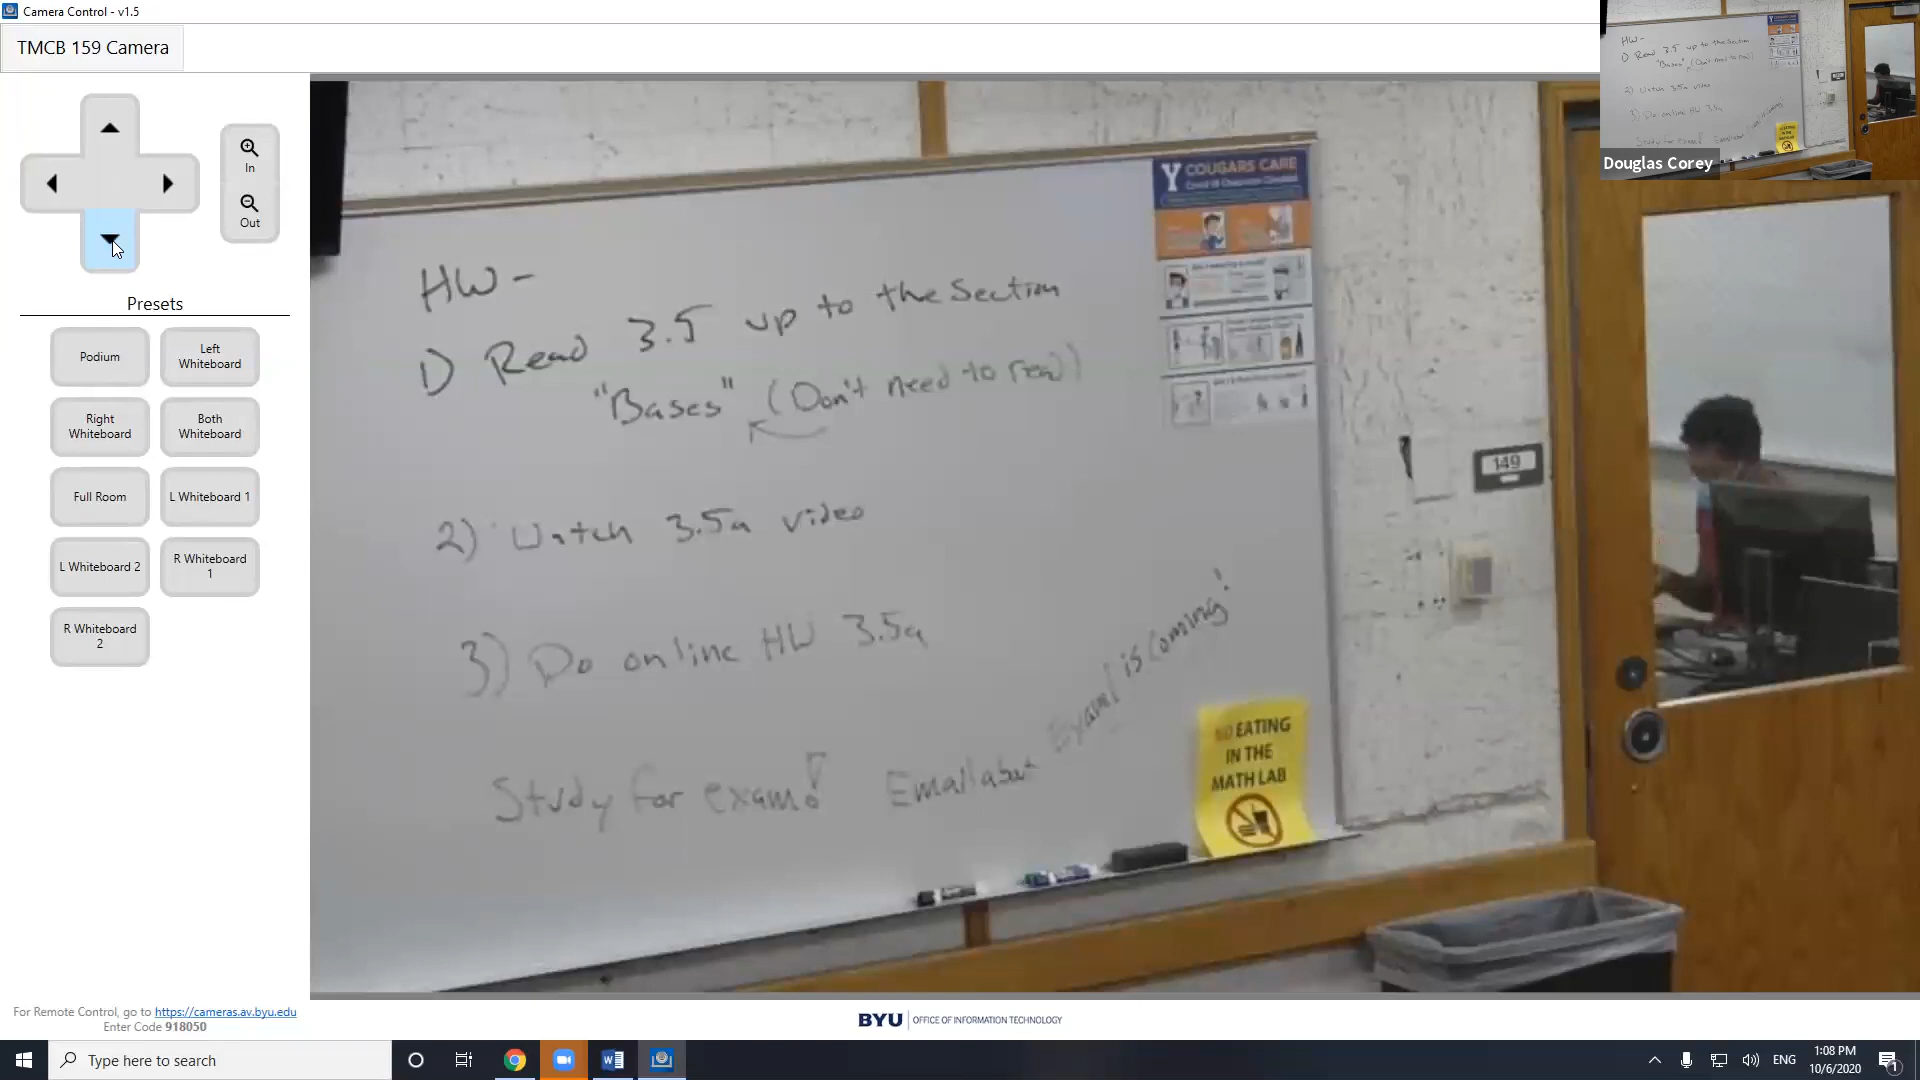 Camera Control - v1.5
TMCB 159 Camera
In
Out
Presets
Podium
Left Whiteboard
Right Whiteboard
Both Whiteboard
Full Room
L Whiteboard 1
L Whiteboard 2
R Whiteboard 1
R Whiteboard 2
For Remote Control, go to https://cameras.av.byu.edu
Enter Code 918050
HW -
1) Read 3.5 up to the section
"Bases" (Don't need to read)
2) Watch 3.5a video
3) Do online HW 3.5a
Study for exam! Email about Exam 1 is coming!
Y COUGARS CARE
NO EATING
IN THE
MATH LAB
149
Douglas Corey
BYU OFFICE OF INFORMATION TECHNOLOGY
Type here to search
ENG
1:08 PM
10/6/2020